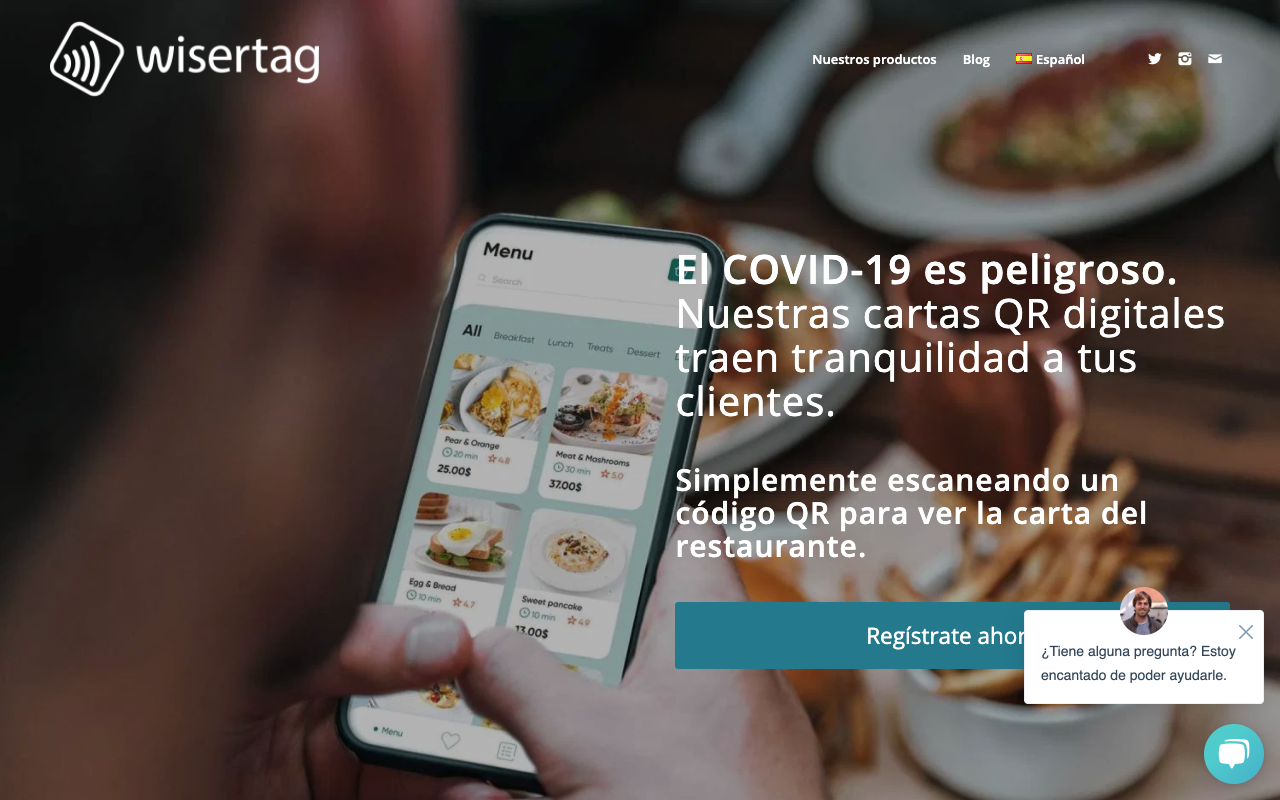 wisertag
Nuestros productos Blog Español
El COVID-19 es peligroso.
Nuestras cartas QR digitales
traen tranquilidad a tus
clientes.
Simplemente escaneando un
código QR para ver la carta del
restaurante.
¿Tiene alguna pregunta? Estoy
encantado de poder ayudarle.
Regístrate
Menu
Search
All Breakfast Lunch Treats Dessert
Pear & Orange
20 min 4.8
25.00$
Meat & Mashrooms
30 min 5.0
37.00$
Egg & Bread
10 min 4.7
Sweet pancake
10 min 4.9
13.00$
Menu